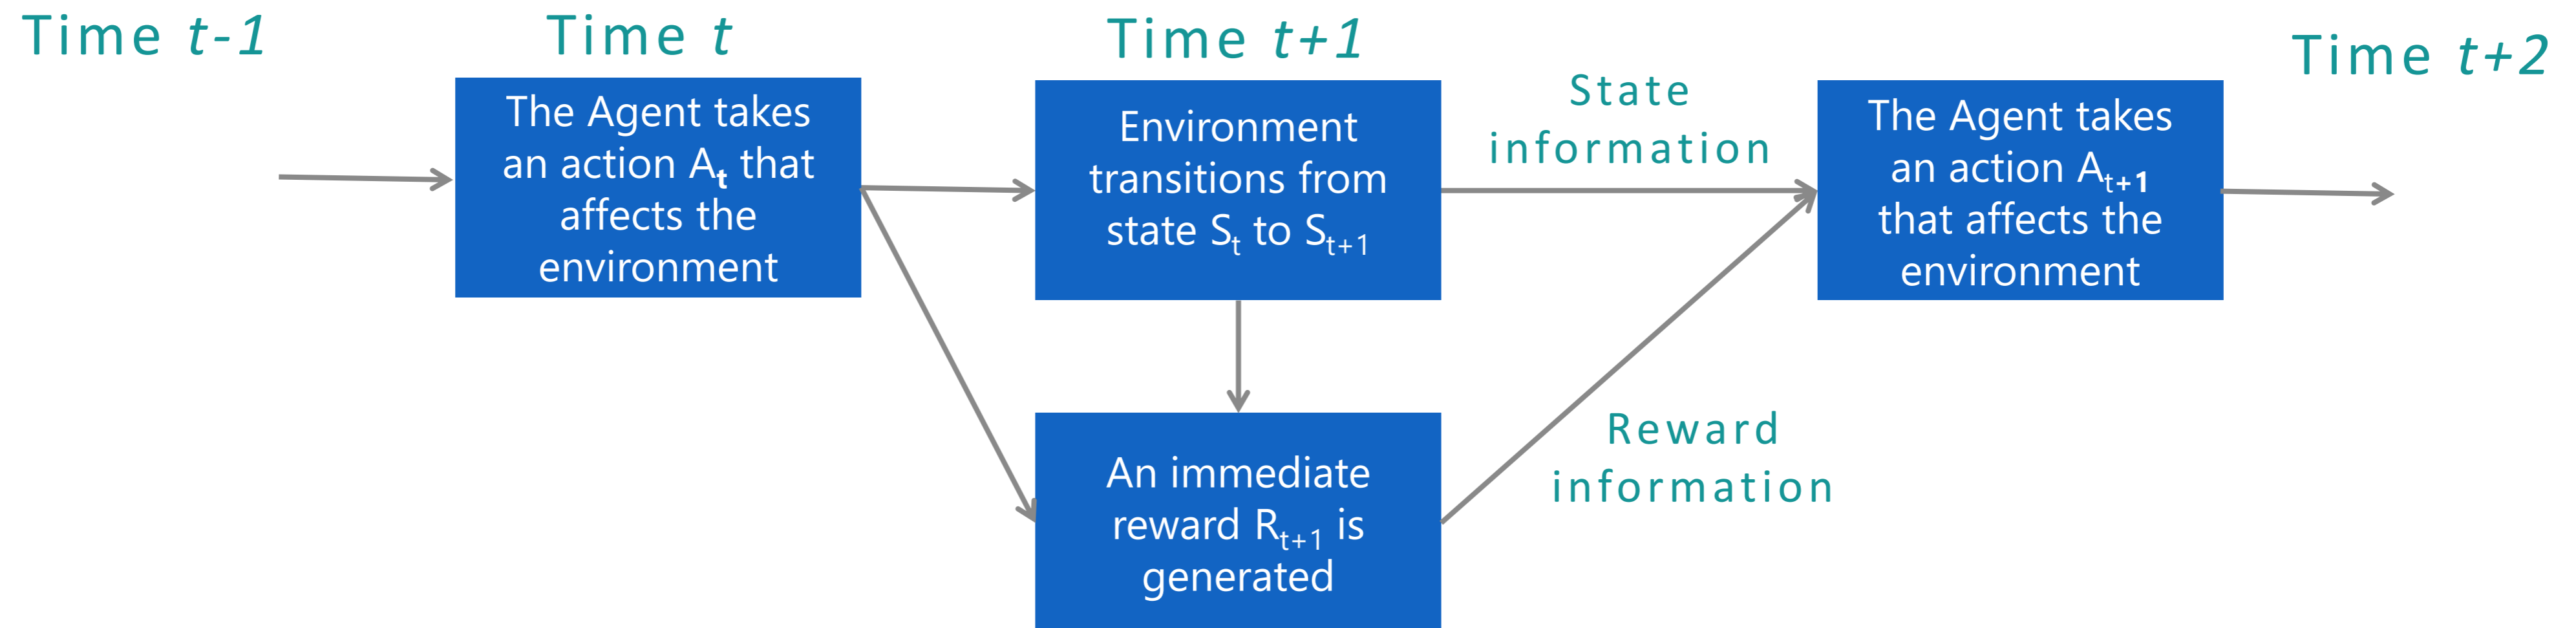 Time t-1
Time t
Time t+1
Time t+2
The Agent takes
an action Aₜ that
affects the
environment
Environment
transitions from
state Sₜ to Sₜ₊₁
State
information
The Agent takes
an action Aₜ₊₁
that affects the
environment
An immediate
reward Rₜ₊₁ is
generated
Reward
information